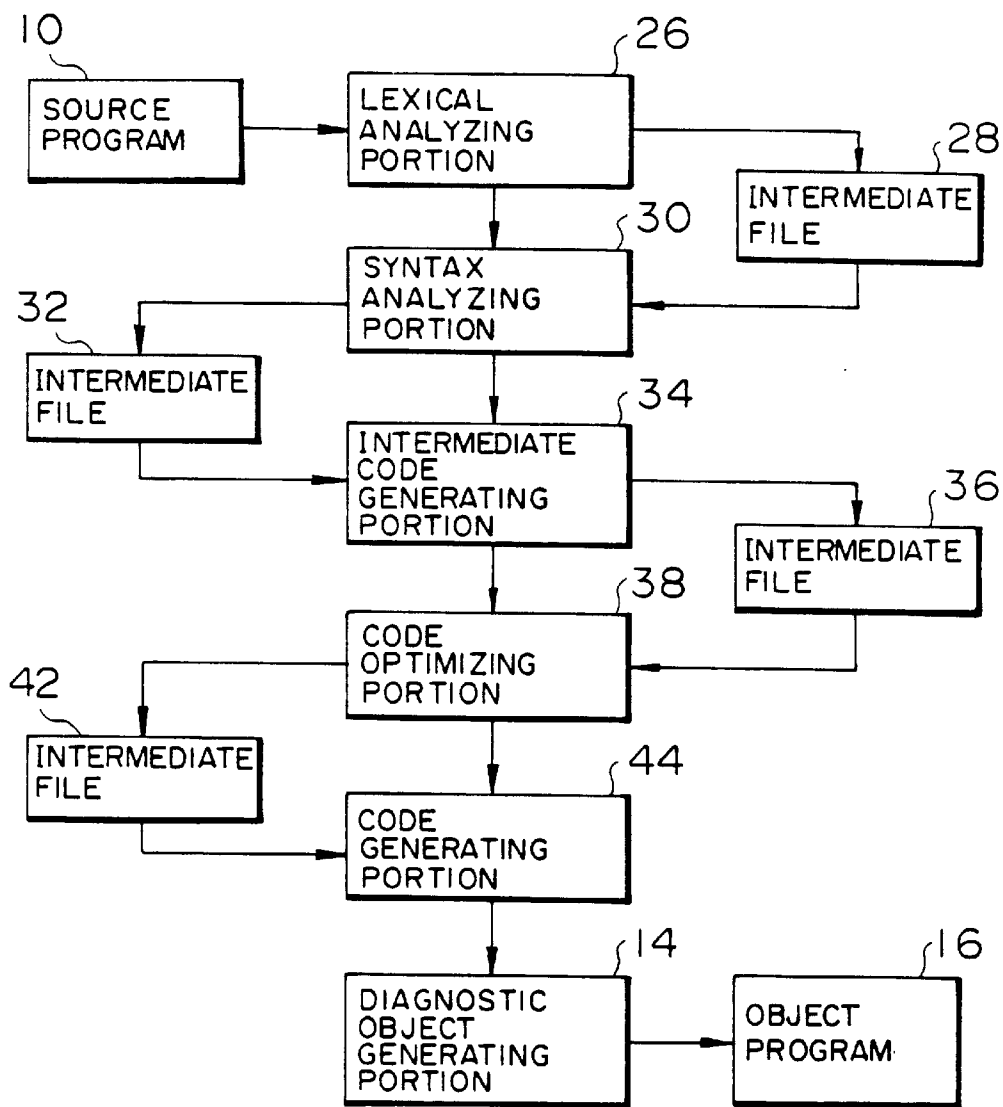 10
SOURCE
PROGRAM
26
LEXICAL
ANALYZING
PORTION
28
INTERMEDIATE
FILE
30
SYNTAX
ANALYZING
PORTION
32
INTERMEDIATE
FILE
34
INTERMEDIATE
CODE
GENERATING
PORTION
36
INTERMEDIATE
FILE
38
CODE
OPTIMIZING
PORTION
42
INTERMEDIATE
FILE
44
CODE
GENERATING
PORTION
14
DIAGNOSTIC
OBJECT
GENERATING
PORTION
16
OBJECT
PROGRAM